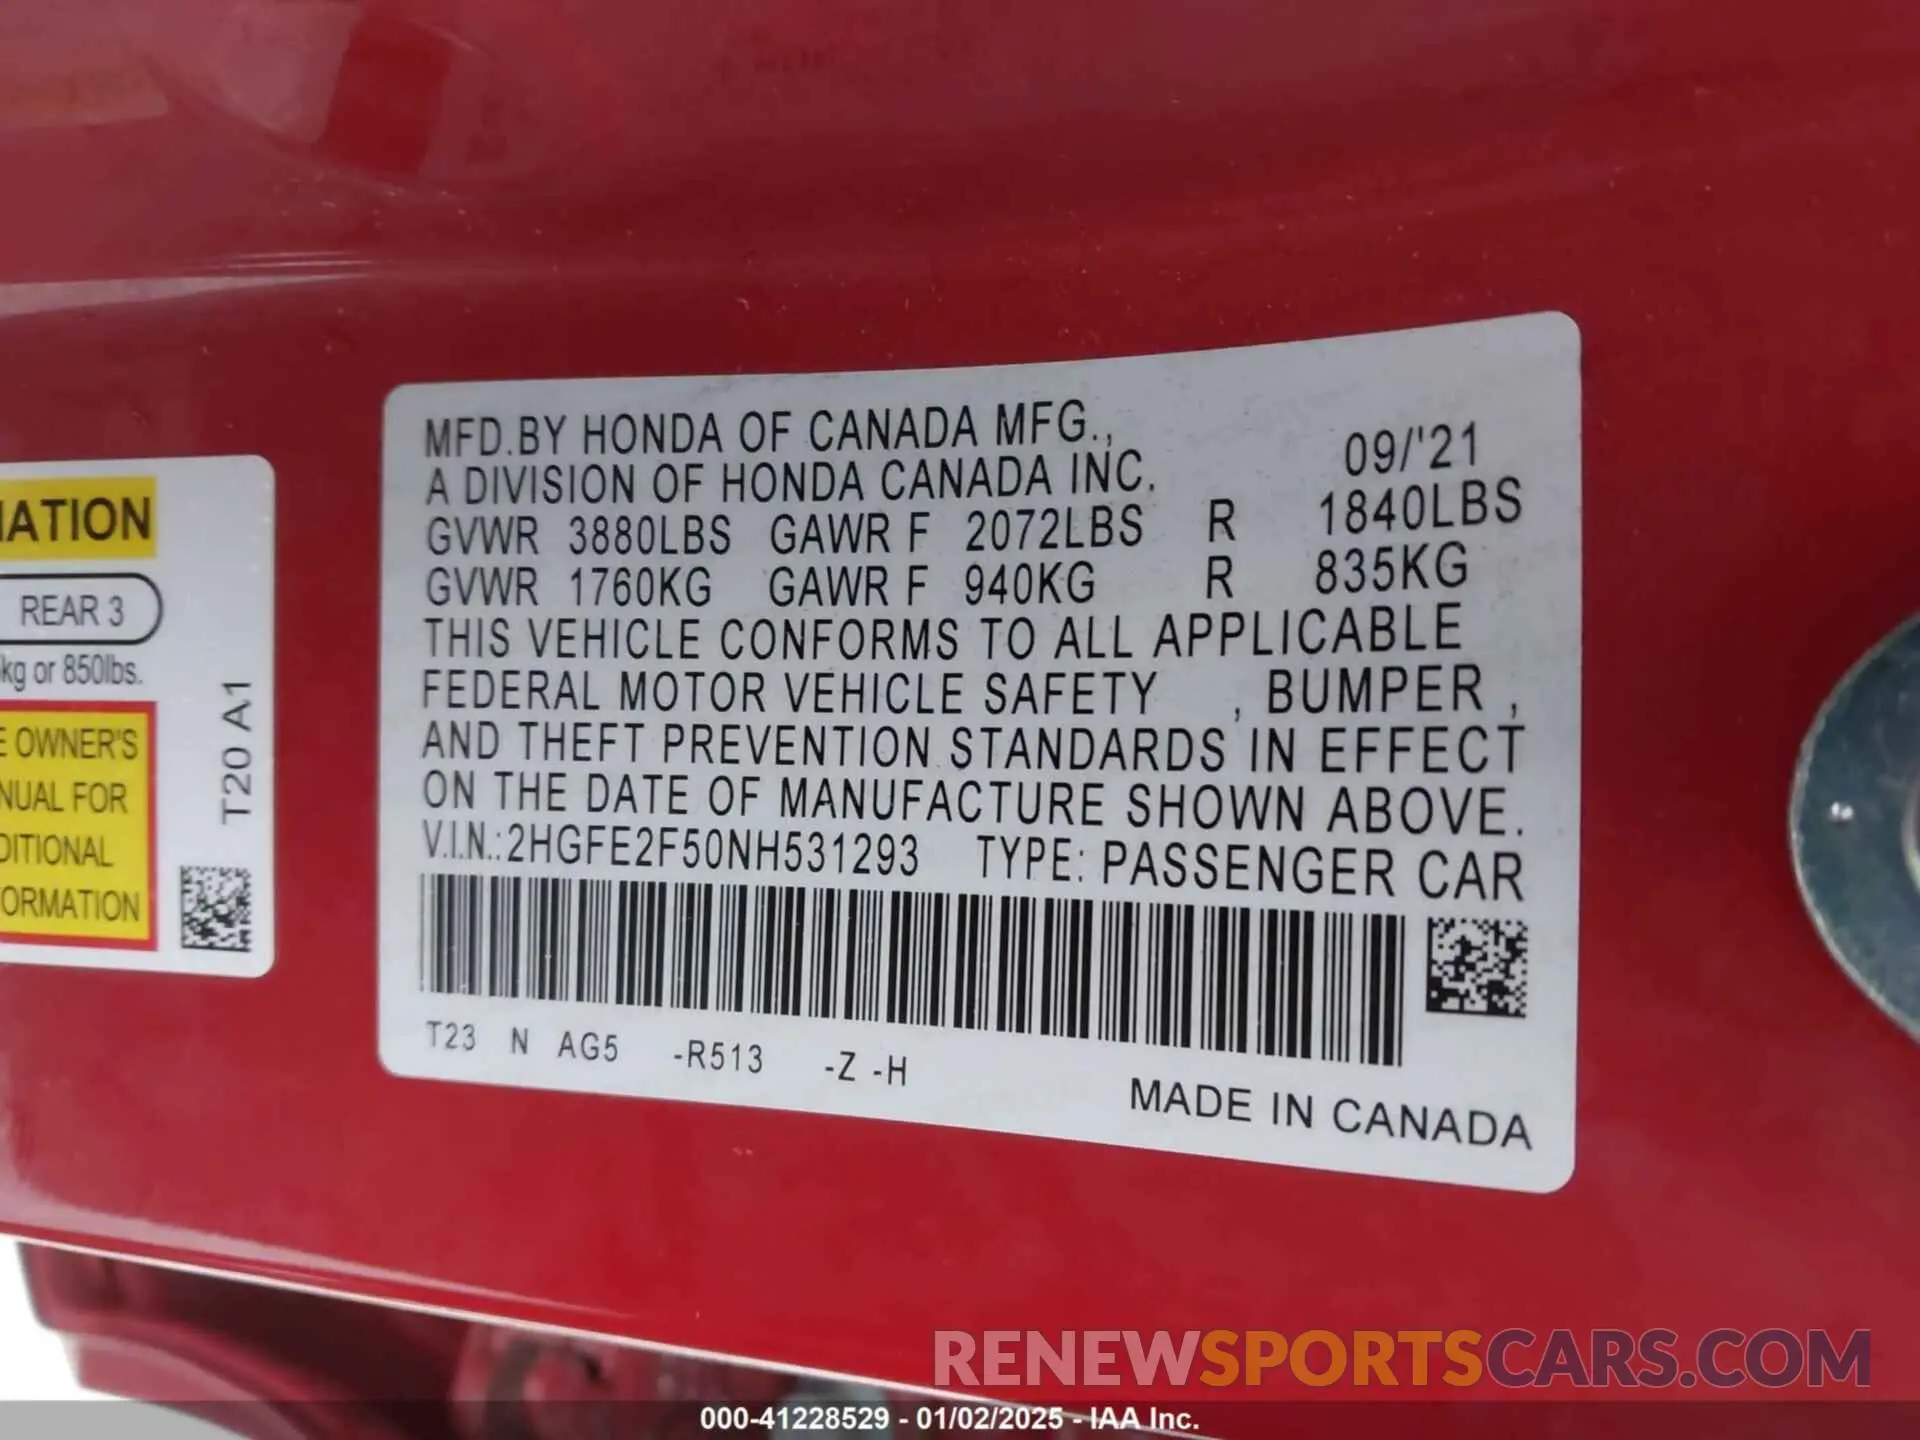 MATION
REAR 3
kg or 850lbs.
E OWNER'S
NUAL FOR
DITIONAL
ORMATION
T20 A1
MFD.BY HONDA OF CANADA MFG.,
A DIVISION OF HONDA CANADA INC. 09/'21
GVWR 3880LBS GAWR F 2072LBS R 1840LBS
GVWR 1760KG GAWR F 940KG R 835KG
THIS VEHICLE CONFORMS TO ALL APPLICABLE
FEDERAL MOTOR VEHICLE SAFETY , BUMPER ,
AND THEFT PREVENTION STANDARDS IN EFFECT
ON THE DATE OF MANUFACTURE SHOWN ABOVE.
V.I.N.:2HGFE2F50NH531293 TYPE: PASSENGER CAR
T23 N AG5 -R513 -Z -H
MADE IN CANADA
RENEWSPORTSCARS.COM
000-41228529 - 01/02/2025 - IAA Inc.